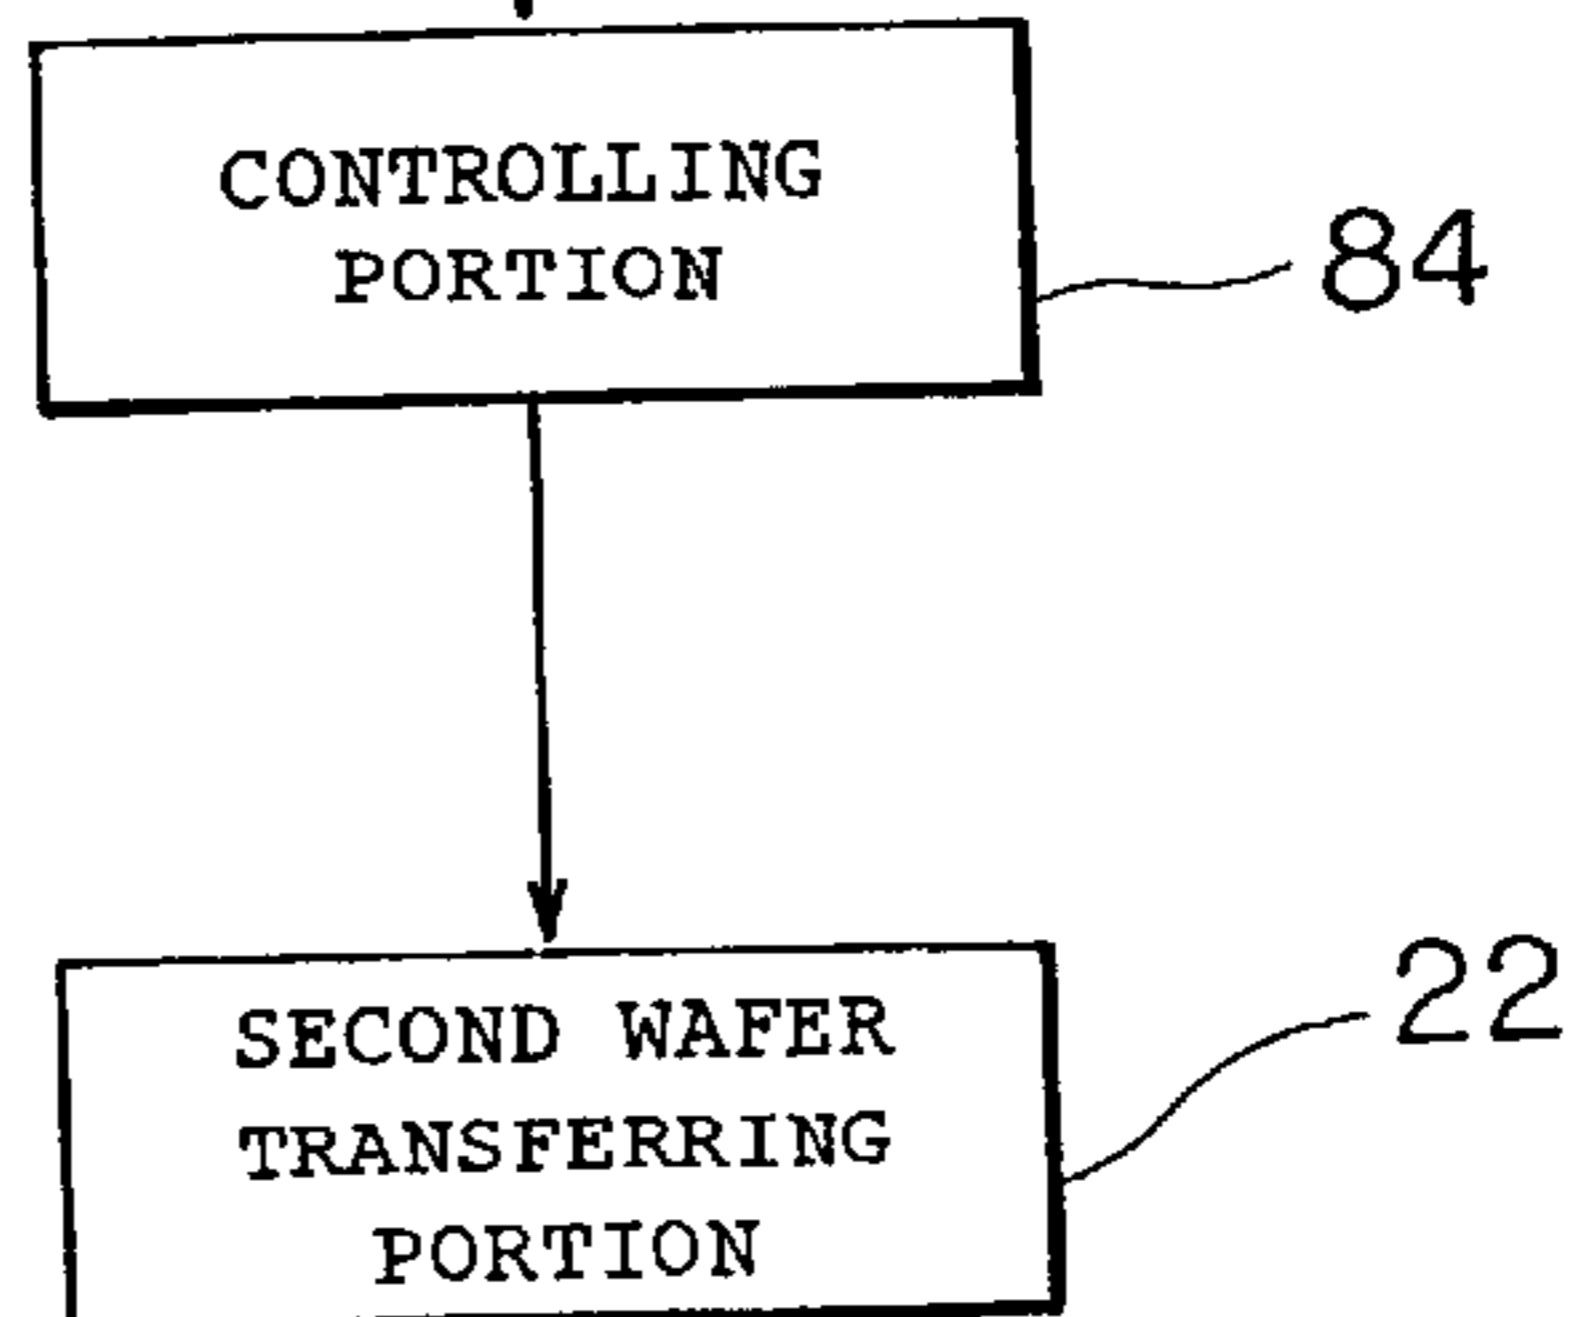 CONTROLLING
PORTION
84
SECOND WAFER
TRANSFERRING
PORTION
22